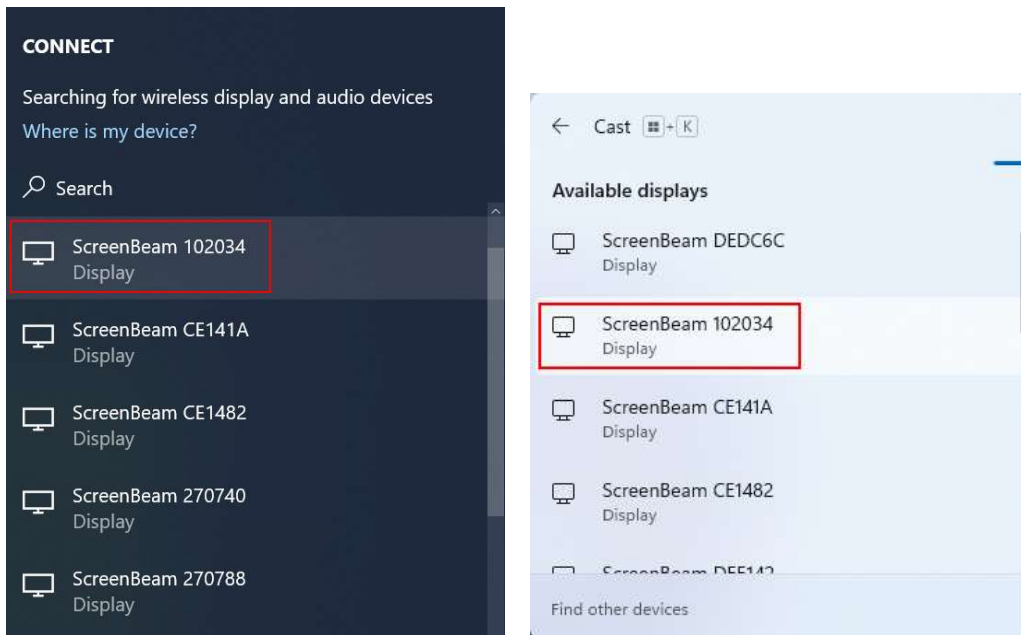 CONNECT
Searching for wireless display and audio devices
Where is my device?
Search
ScreenBeam 102034
Display
ScreenBeam CE141A
Display
ScreenBeam CE1482
Display
ScreenBeam 270740
Display
ScreenBeam 270788
Display
Cast + K
Available displays
ScreenBeam DEDC6C
Display
ScreenBeam 102034
Display
ScreenBeam CE141A
Display
ScreenBeam CE1482
Display
ScreenBeam
Find other devices